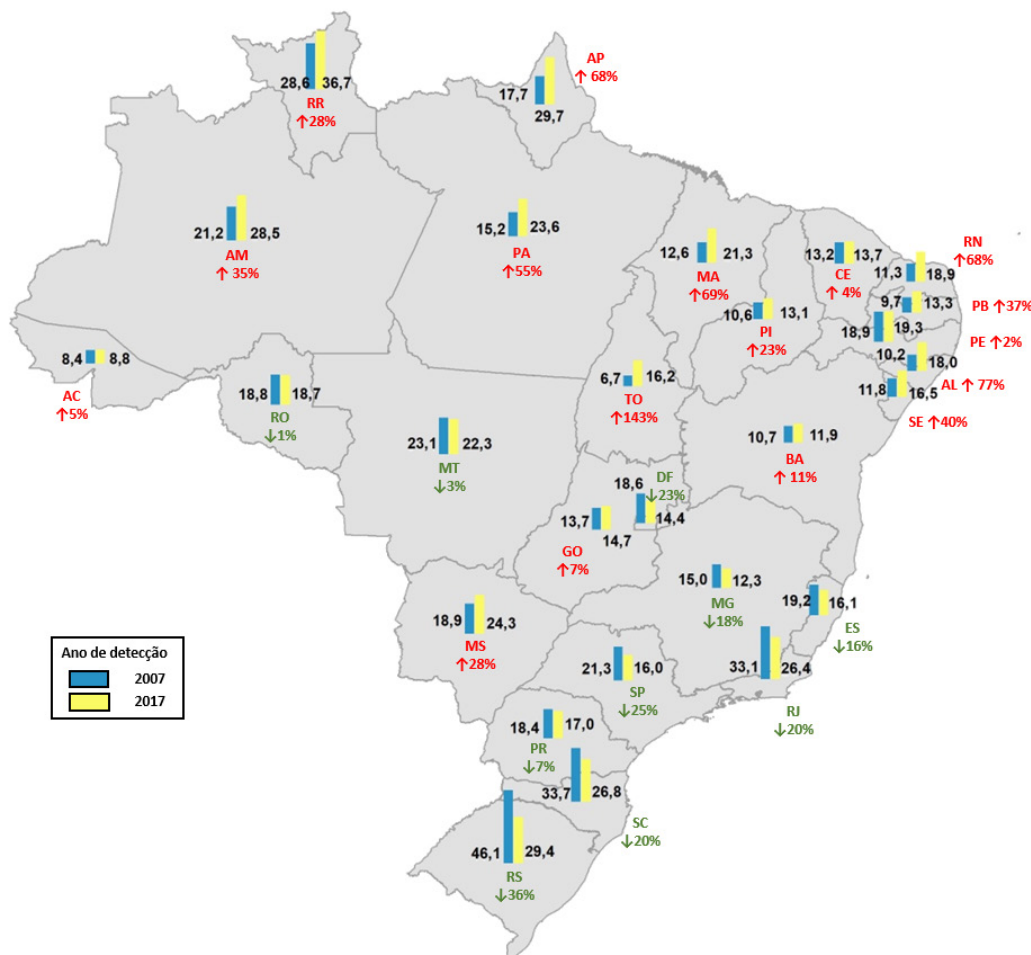 28,6 36,7
RR
↑28%
AP
↑ 68%
17,7
29,7
21,2 28,5
AM
↑ 35%
15,2 23,6
PA
↑55%
12,6 21,3
MA
↑69%
13,2 13,7
CE
↑ 4%
RN
↑68%
11,3 18,9
9,7 13,3
PB ↑37%
10,6 13,1
PI
↑23%
18,9 19,3
PE ↑2%
10,2 18,0
AL ↑ 77%
11,8 16,5
SE ↑40%
8,4 8,8
AC
↑5%
18,8 18,7
RO
↓1%
6,7 16,2
TO
↑143%
23,1 22,3
MT
↓3%
10,7 11,9
BA
↑ 11%
18,6
DF
↓23%
14,4
13,7
14,7
GO
↑7%
15,0 12,3
MG
↓18%
19,2 16,1
ES
↓16%
18,9 24,3
MS
↑28%
21,3 16,0
SP
↓25%
33,1 26,4
RJ
↓20%
18,4 17,0
PR
↓7%
33,7 26,8
SC
↓20%
46,1 29,4
RS
↓36%
Ano de detecção
2007
2017